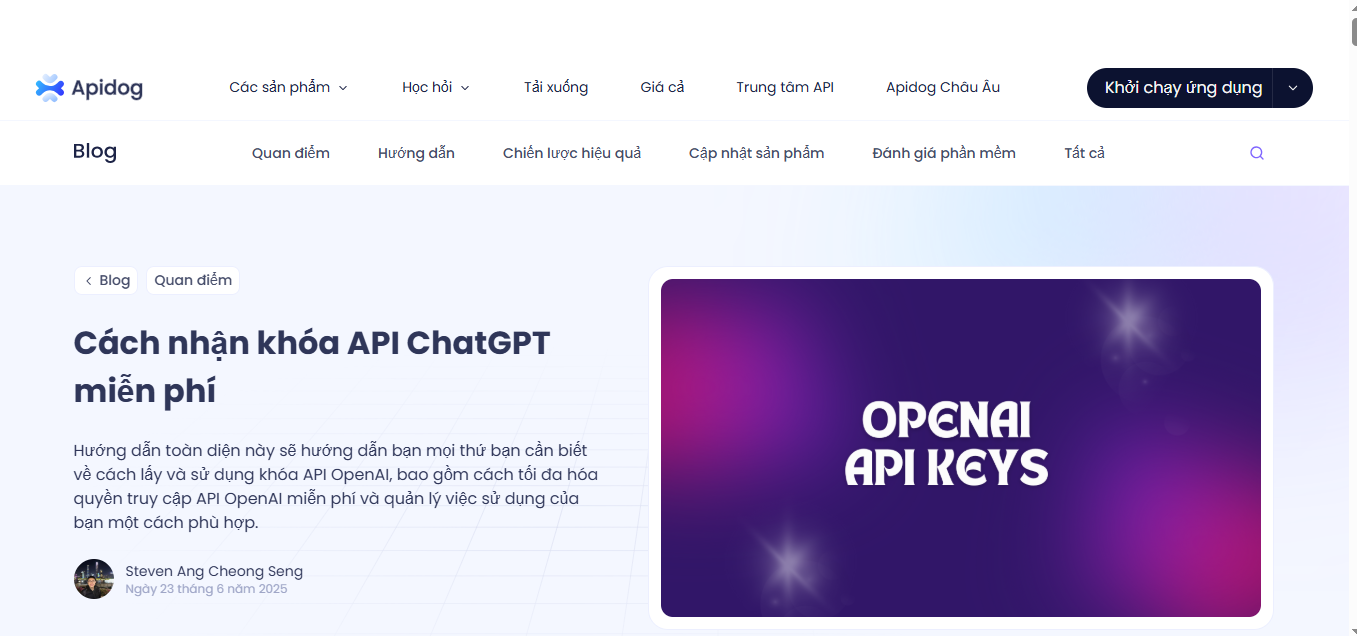 Apidog
Các sản phẩm
Học hỏi
Tải xuống
Giá cả
Trung tâm API
Apidog Châu Âu
Khởi chạy ứng dụng
Blog
Quan điểm
Hướng dẫn
Chiến lược hiệu quả
Cập nhật sản phẩm
Đánh giá phần mềm
Tất cả
Blog
Quan điểm
Cách nhận khóa API ChatGPT
miễn phí
Hướng dẫn toàn diện này sẽ hướng dẫn bạn mọi thứ bạn cần biết
về cách lấy và sử dụng khóa API OpenAI, bao gồm cách tối đa hóa
quyền truy cập API OpenAI miễn phí và quản lý việc sử dụng của
bạn một cách phù hợp.
Steven Ang Cheong Seng
Ngày 23 tháng 6 năm 2025
OPENAI
API KEYS